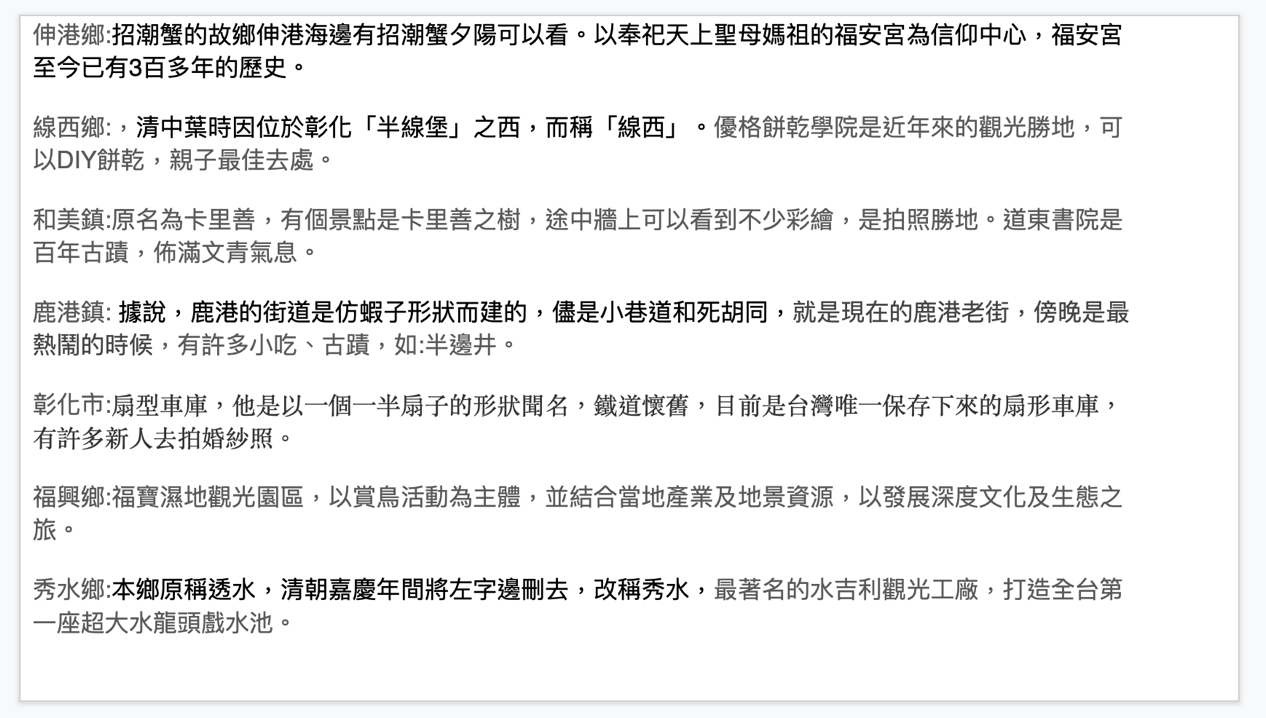 伸港鄉:招潮蟹的故鄉伸港海邊有招潮蟹夕陽可以看。以奉祀天上聖母媽祖的福安宮為信仰中心，福安宮
至今已有3百多年的歷史。
線西鄉:，清中葉時因位於彰化「半線堡」之西，而稱「線西」。優格餅乾學院是近年來的觀光勝地，可
以DIY餅乾，親子最佳去處。
和美鎮:原名為卡里善，有個景點是卡里善之樹，途中牆上可以看到不少彩繪，是拍照勝地。道東書院是
百年古蹟，佈滿文青氣息。
鹿港鎮: 據說，鹿港的街道是仿蝦子形狀而建的，儘是小巷道和死胡同，就是現在的鹿港老街，傍晚是最
熱鬧的時候，有許多小吃、古蹟，如:半邊井。
彰化市:扇型車庫，他是以一個一半扇子的形狀聞名，鐵道懷舊，目前是台灣唯一保存下來的扇形車庫，
有許多新人去拍婚紗照。
福興鄉:福寶濕地觀光園區，以賞鳥活動為主體，並結合當地產業及地景資源，以發展深度文化及生態之
旅。
秀水鄉:本鄉原稱透水，清朝嘉慶年間將左字邊刪去，改稱秀水，最著名的水吉利觀光工廠，打造全台第
一座超大水龍頭戲水池。